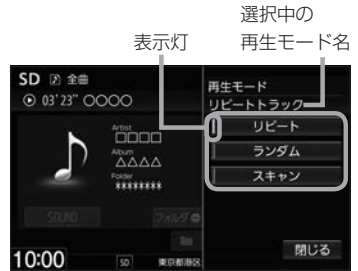 選択中の
表示灯
再生モード名
SD 全曲
03'23" ○○○○
Artist
□□□□
Album
△△△△
Folder
********
SOUND
フォルダ
10:00
SD
東京都港区
再生モード
リピートトラック
リピート
ランダム
スキャン
閉じる